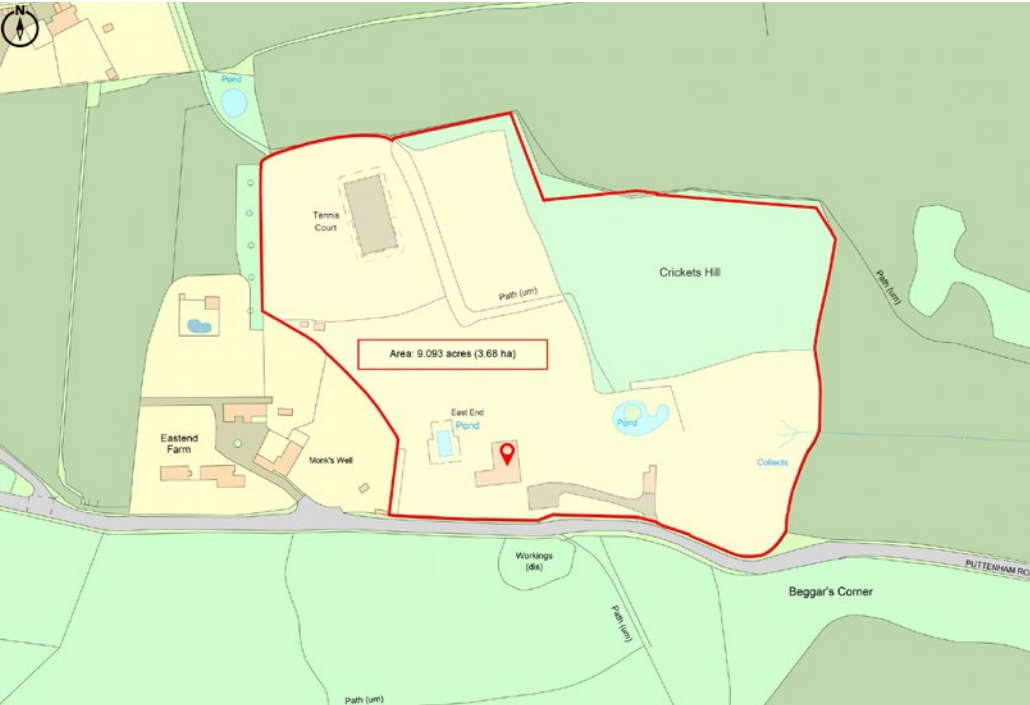 N
Pond
Tennis
Court
Crickets Hill
Path (um)
Path (um)
Area: 9.093 acres (3.68 ha)
East End
Pond
Pond
Eastend
Farm
Monk's Well
Collects
Workings
(dis)
PUTTENHAM RO
Beggar's Corner
Path (um)
Path (um)